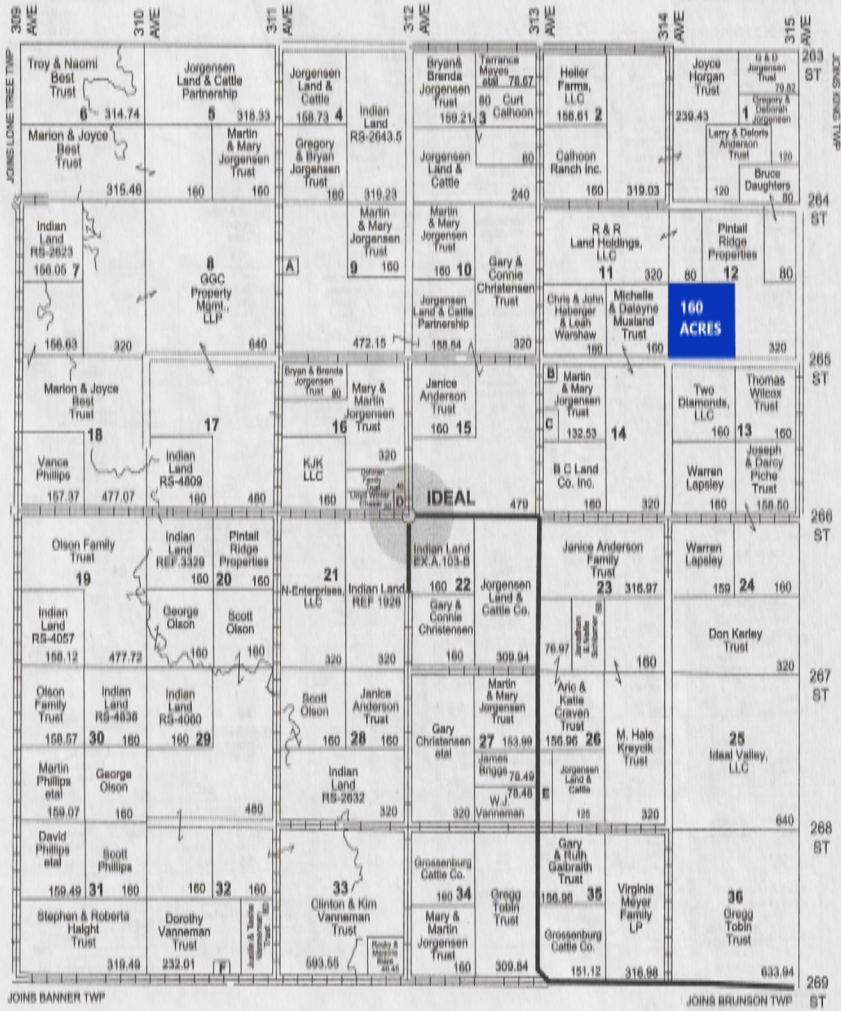 309 AVE
310 AVE
311 AVE
312 AVE
313 AVE
314 AVE
315 AVE
263 ST
JOINS LONE TREE TWP
JOINS KING TWP
Troy & Naomi
Best
Trust
6 314.74
Jorgensen
Land & Cattle
Partnership
5 318.33
Jorgensen
Land &
Cattle
158.73 4
Indian
Land
RS-2643.5
319.23
Bryan &
Brenda
Jorgensen
Trust
159.21 3
Terrance
Mayes
etal 78.67
80 Curt
Calhoon
80
Heller
Farms,
LLC
158.61 2
319.03
Joyce
Horgan
Trust
239.43
G & D
Jorgensen
Trust
79.82
1 Gregory &
Deborah
Jorgensen
Marion & Joyce
Best
Trust
315.46
160
Martin
& Mary
Jorgensen
Trust
160
Gregory
& Bryan
Jorgensen
Trust
160
Jorgensen
Land &
Cattle
240
Calhoon
Ranch Inc.
160
Larry & Deloris
Anderson
Trust
120
120
Bruce
Daughters
80
264
ST
Indian
Land
RS-2623
156.05 7
156.63
320
8
GGC
Property
Mgmt.,
LLP
640
A
Martin
& Mary
Jorgensen
Trust
9 160
472.15
Martin
& Mary
Jorgensen
Trust
160 10
Gary &
Connie
Christensen
Trust
320
Jorgensen
Land & Cattle
Partnership
158.54
R & R
Land Holdings,
LLC
11 320
Chris & John
Haberger
& Leah
Warshaw
160
Michelle
& Dalayne
Musland
Trust
160
80
Pintail
Ridge
Properties
12
80
160
ACRES
320
265
ST
Marion & Joyce
Best
Trust
18
Vance
Phillips
157.37
477.07
17
Indian
Land
RS-4809
160
480
Bryan & Brenda
Jorgensen
Trust 80
Mary &
Martin
Jorgensen
Trust
16
320
KJK
LLC
160
D
Janice
Anderson
Trust
160 15
IDEAL
479
B
Martin
& Mary
Jorgensen
Trust
C
132.53
14
B C Land
Co. Inc.
160
320
Two
Diamonds,
LLC
160 13
Thomas
Wilcox
Trust
160
Warren
Lapsley
160
Joseph
& Darcy
Piche
Trust
158.50
266
ST
Olson Family
Trust
19
Indian
Land
REF.3329
160
Pintail
Ridge
Properties
20 160
21
N-Enterprises,
LLC
320
Indian Land
REF 1926
320
Indian Land
EX.A.103-B
160 22
Jorgensen
Land &
Cattle Co.
309.94
Janice Anderson
Family
Trust
23 316.97
Warren
Lapsley
159 24 160
Indian
Land
RS-4057
158.12
477.72
George
Olson
160
Scott
Olson
160
Gary &
Connie
Christensen
160
76.97
80
160
Don Kerley
Trust
320
267
ST
Olson
Family
Trust
158.57
Indian
Land
RS-4838
30 160
Indian
Land
RS-4060
160 29
480
Scott
Olson
160
Janice
Anderson
Trust
28 160
Gary
Christensen
etal
320
Martin
& Mary
Jorgensen
Trust
27 153.99
Arlo &
Katie
Craven
Trust
156.96 26
M. Hale
Kreycik
Trust
320
25
Ideal Valley,
LLC
640
Martin
Phillips
etal
159.07
George
Olson
160
Indian
Land
RS-2632
320
James
Briggs
78.49
78.48
W.J.
Vanneman
E
Jorgensen
Land &
Cattle
125
268
ST
David
Phillips
etal
159.49
Scott
Phillips
31
160
32
160
33
Clinton & Kim
Vanneman
Trust
593.55
Grossenburg
Cattle Co.
160 34
Gregg
Tobin
Trust
309.84
Gary
& Ruth
Galbraith
Trust
156.96 35
Virginia
Meyer
Family
LP
316.98
36
Gregg
Tobin
Trust
633.94
Stephen & Roberta
Haight
Trust
319.49
Dorothy
Vanneman
Trust
232.01
F
Mary &
Martin
Jorgensen
Trust
160
Grossenburg
Cattle Co.
151.12
269
ST
JOINS BANNER TWP
JOINS BRUNSON TWP